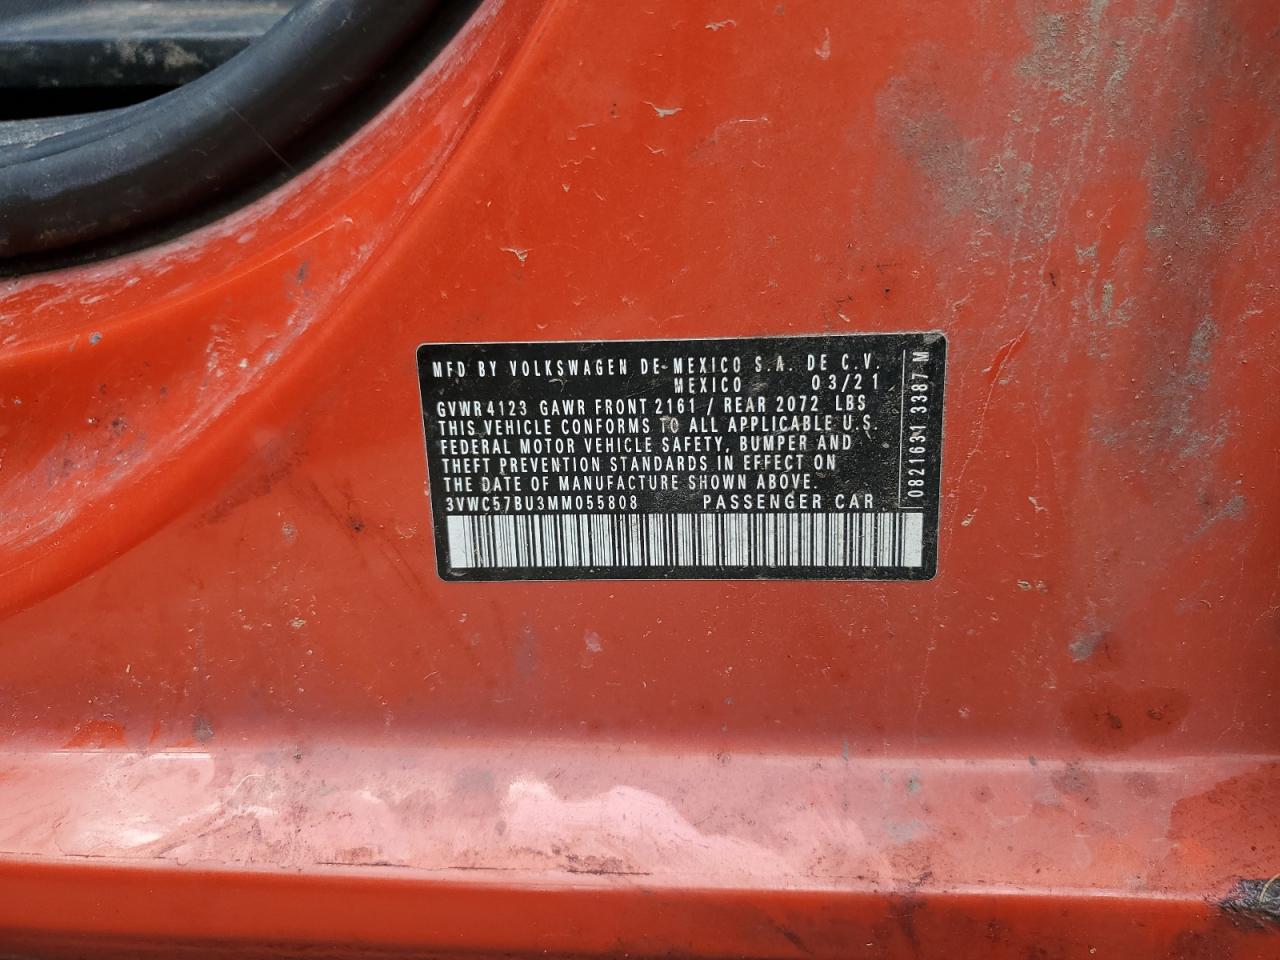 MFD BY VOLKSWAGEN DE MEXICO S.A. DE C.V.
MEXICO 03/21
GVWR 4123 GAWR FRONT 2161 / REAR 2072 LBS
THIS VEHICLE CONFORMS TO ALL APPLICABLE U.S.
FEDERAL MOTOR VEHICLE SAFETY, BUMPER AND
THEFT PREVENTION STANDARDS IN EFFECT ON
THE DATE OF MANUFACTURE SHOWN ABOVE.
3VWC57BU3MM055808 PASSENGER CAR
0821631 3387 M